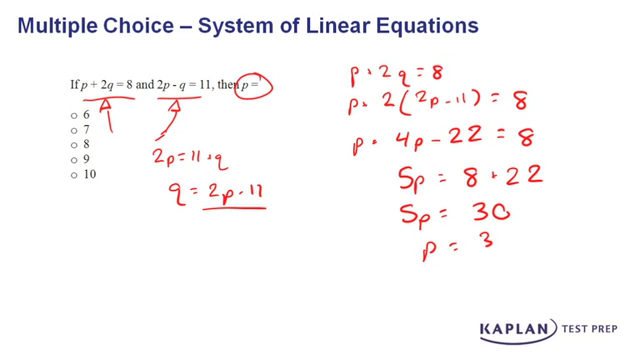 Multiple Choice – System of Linear Equations
If p + 2q = 8 and 2p - q = 11, then p =
6
7
8
9
10
2p = 11 + q
q = 2p - 11
p + 2q = 8
p + 2(2p - 11) = 8
p + 4p - 22 = 8
5p = 8 + 22
5p = 30
p = 3
KAPLAN TEST PREP